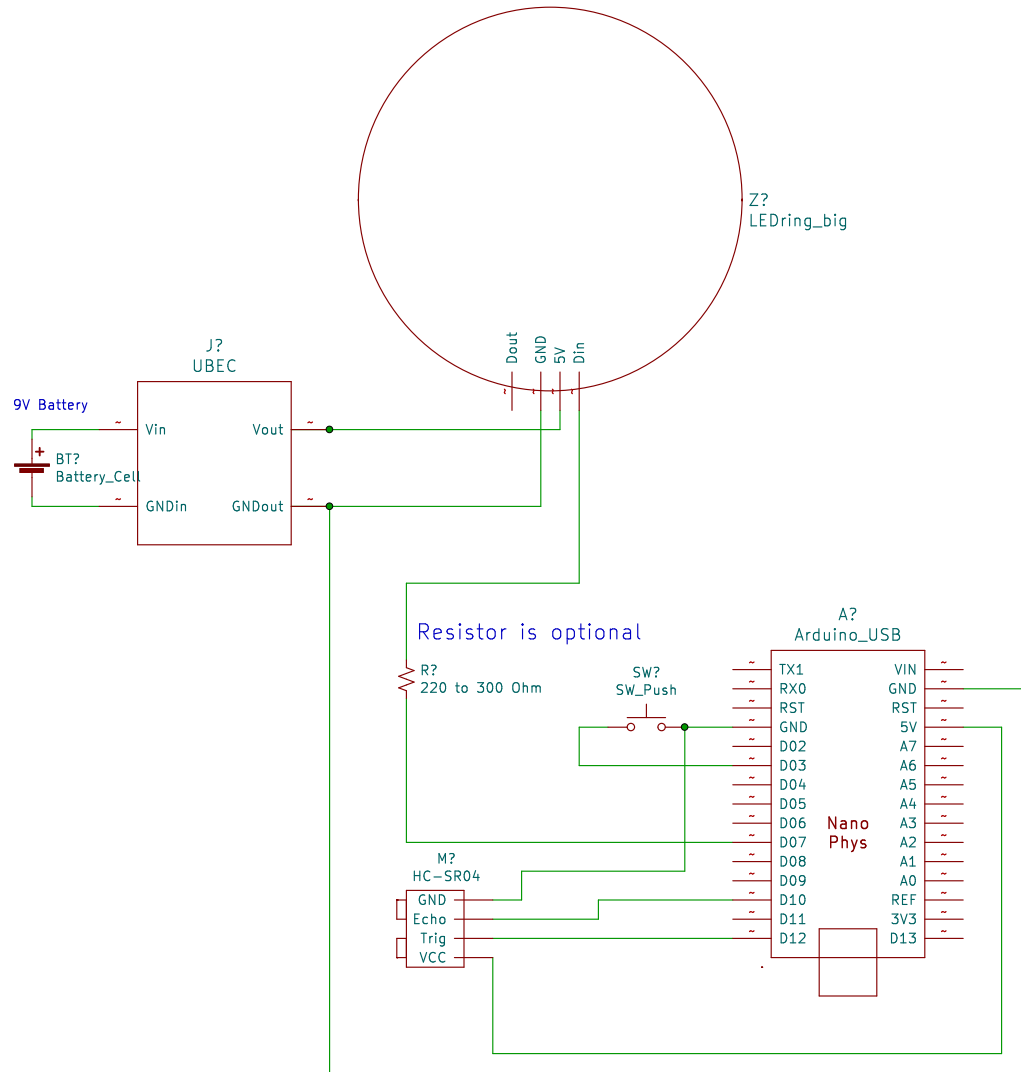 Z?
LEDring_big
Dout
GND
5V
Din
~
~
~
~
J?
UBEC
9V Battery
~
Vin
Vout
~
BT?
Battery_Cell
~
GNDin
GNDout
~
Resistor is optional
A?
Arduino_USB
R?
220 to 300 Ohm
SW?
SW_Push
~ TX1 VIN ~
~ RX0 GND ~
~ RST RST ~
~ GND 5V ~
~ D02 A7 ~
~ D03 A6 ~
~ D04 A5 ~
~ D05 A4 ~
~ D06 A3 ~
~ D07 A2 ~
~ D08 A1 ~
~ D09 A0 ~
~ D10 REF ~
~ D11 3V3 ~
~ D12 D13 ~
Nano
Phys
M?
HC-SR04
GND
Echo
Trig
VCC